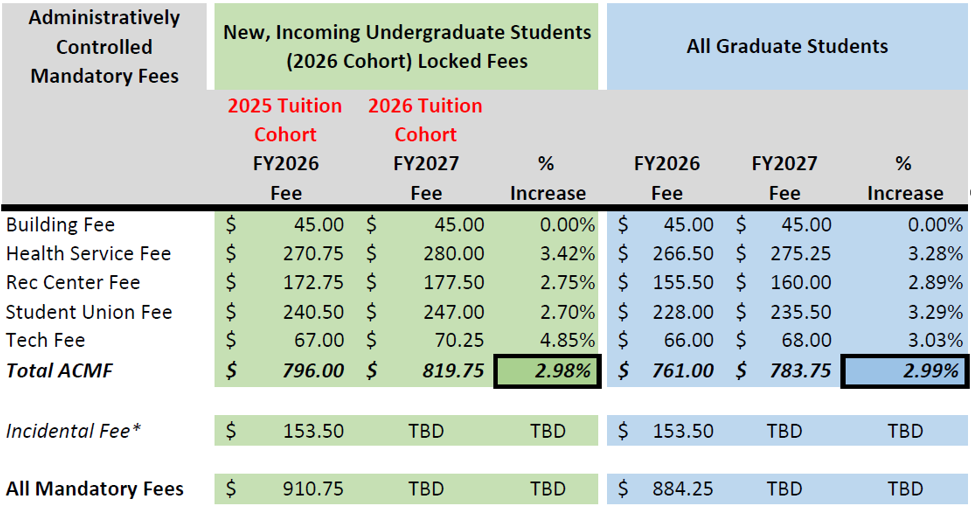 Administratively
Controlled
Mandatory Fees
New, Incoming Undergraduate Students
(2026 Cohort) Locked Fees
All Graduate Students
2025 Tuition Cohort FY2026 Fee
2026 Tuition Cohort FY2027 Fee
% Increase
FY2026 Fee
FY2027 Fee
% Increase
Building Fee $ 45.00 $ 45.00 0.00% $ 45.00 $ 45.00 0.00%
Health Service Fee $ 270.75 $ 280.00 3.42% $ 266.50 $ 275.25 3.28%
Rec Center Fee $ 172.75 $ 177.50 2.75% $ 155.50 $ 160.00 2.89%
Student Union Fee $ 240.50 $ 247.00 2.70% $ 228.00 $ 235.50 3.29%
Tech Fee $ 67.00 $ 70.25 4.85% $ 66.00 $ 68.00 3.03%
Total ACMF $ 796.00 $ 819.75 2.98% $ 761.00 $ 783.75 2.99%
Incidental Fee* $ 153.50 TBD TBD $ 153.50 TBD TBD
All Mandatory Fees $ 910.75 TBD TBD $ 884.25 TBD TBD